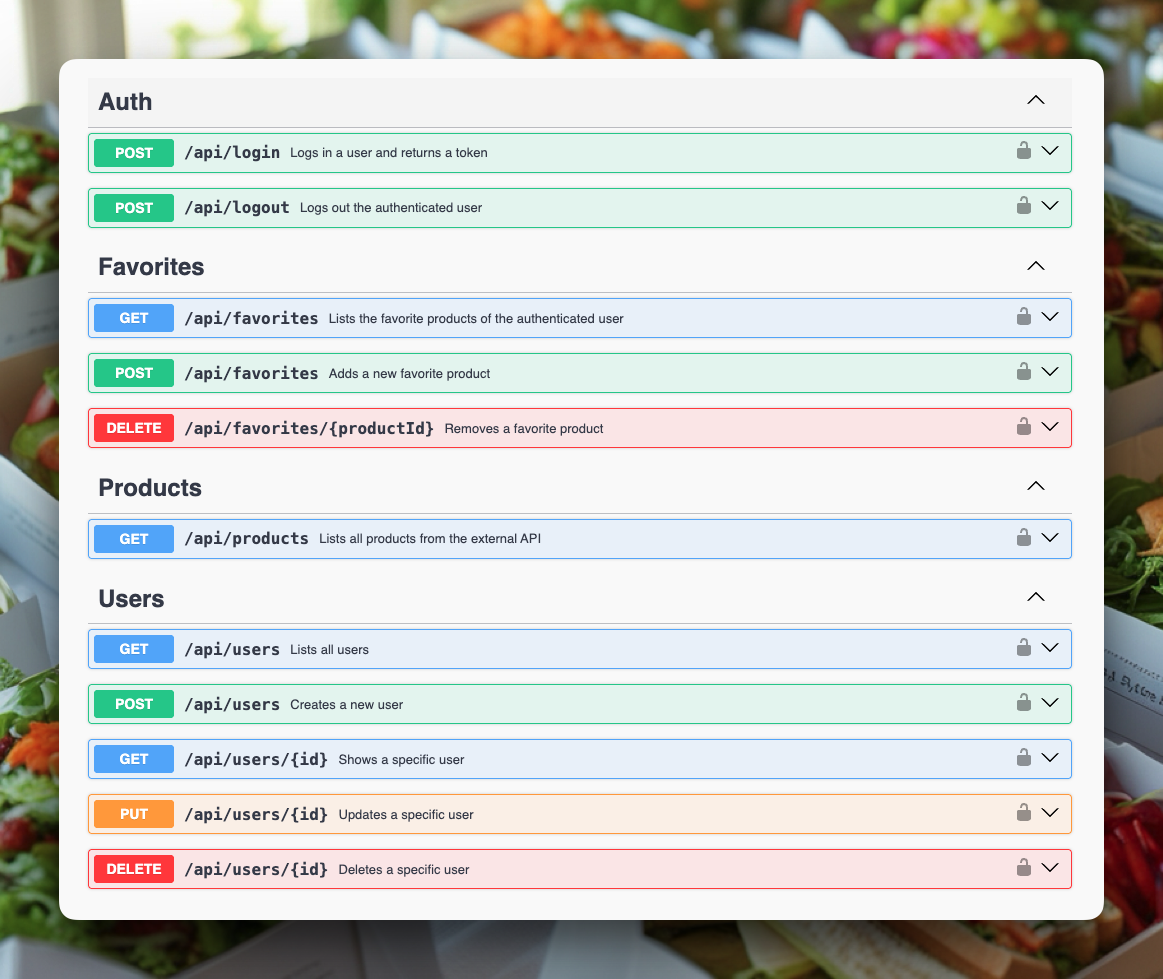 Auth
POST /api/login Logs in a user and returns a token
POST /api/logout Logs out the authenticated user
Favorites
GET /api/favorites Lists the favorite products of the authenticated user
POST /api/favorites Adds a new favorite product
DELETE /api/favorites/{productId} Removes a favorite product
Products
GET /api/products Lists all products from the external API
Users
GET /api/users Lists all users
POST /api/users Creates a new user
GET /api/users/{id} Shows a specific user
PUT /api/users/{id} Updates a specific user
DELETE /api/users/{id} Deletes a specific user